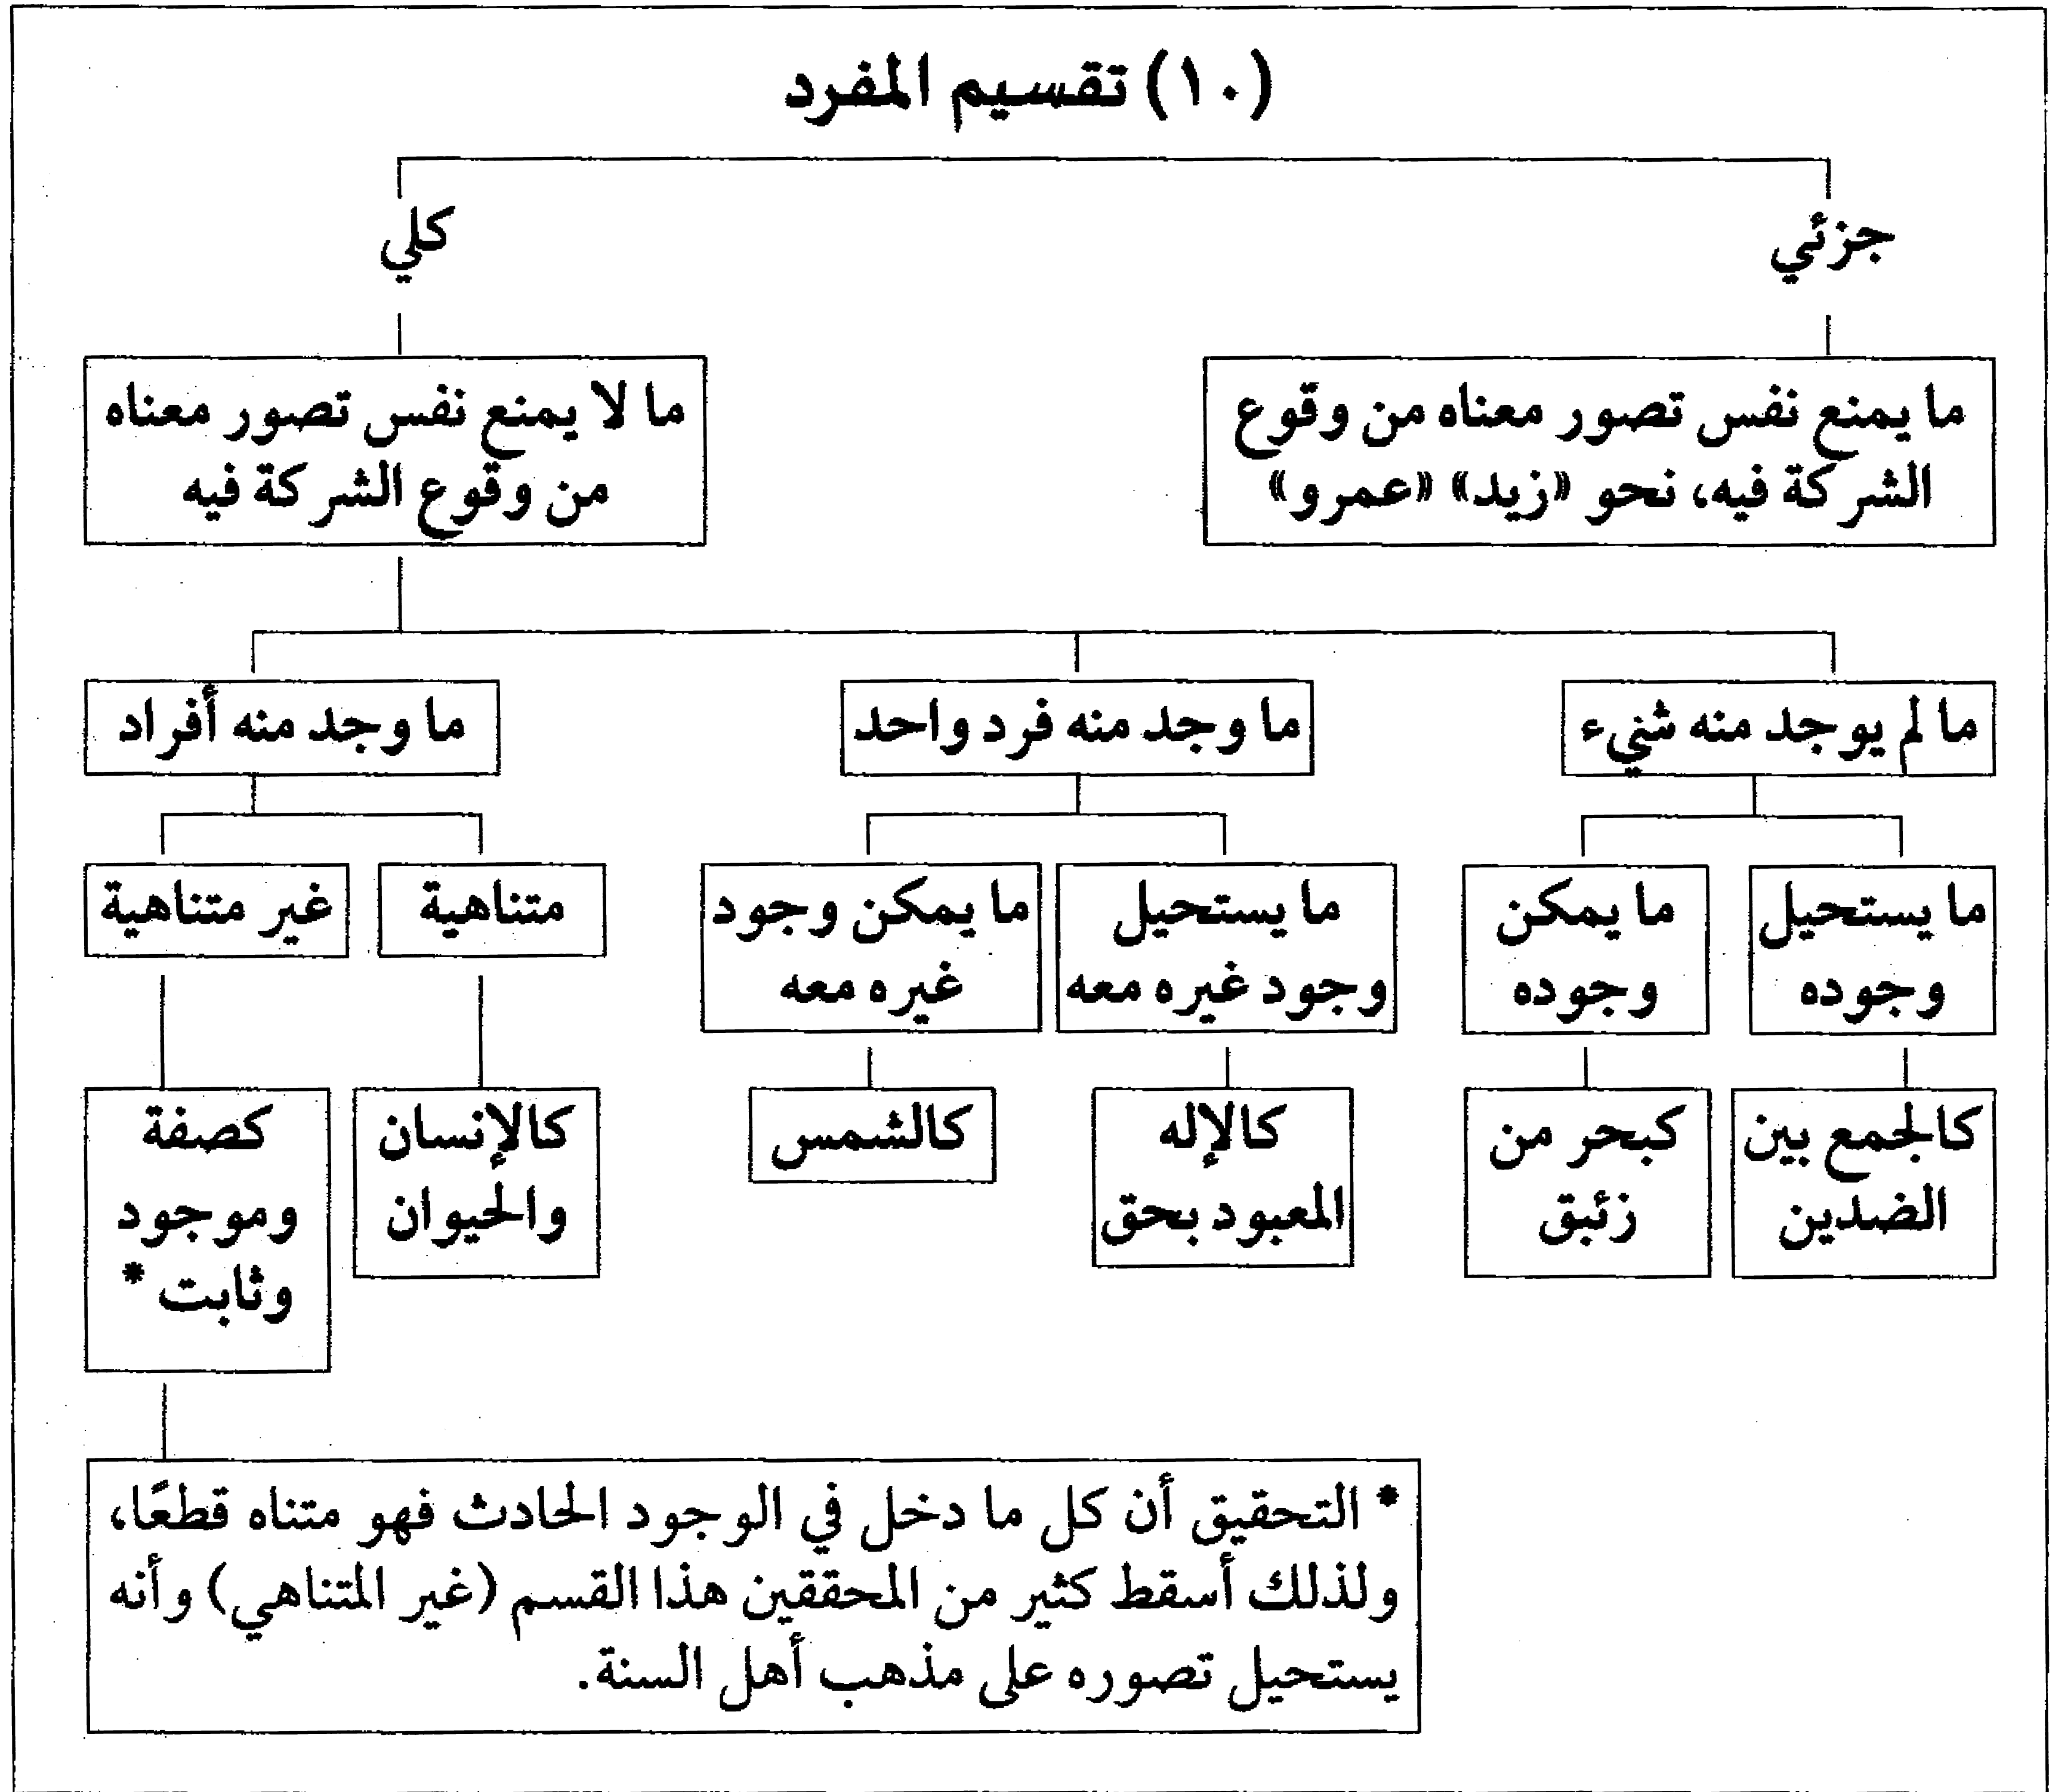 (١٠) تقسيم المفرد
جزئي
كلي
ما يمنع نفس تصور معناه من وقوع
الشركة فيه، نحو «زيد» «عمرو»
ما لا يمنع نفس تصور معناه
من وقوع الشركة فيه
ما لم يوجد منه شيء
ما وجد منه فرد واحد
ما وجد منه أفراد
ما يستحيل
وجوده
ما يمكن
وجوده
ما يستحيل
وجود غيره معه
ما يمكن وجود
غيره معه
متناهية
غير متناهية
كالجمع بين
الضدين
كبحر من
زئبق
كالإله
المعبود بحق
كالشمس
كالإنسان
والحيوان
كصفة
وموجود
وثابت *
* التحقيق أن كل ما دخل في الوجود الحادث فهو متناه قطعًا،
ولذلك أسقط كثير من المحققين هذا القسم (غير المتناهي) وأنه
يستحيل تصوره على مذهب أهل السنة.